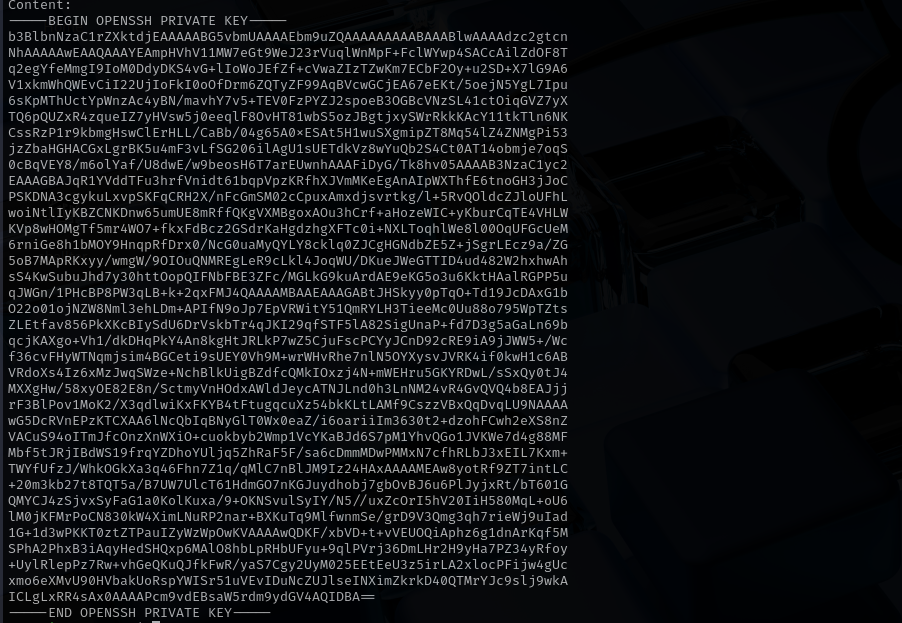 Content:
-----BEGIN OPENSSH PRIVATE KEY-----
b3BlbnNzaC1rZXktdjEAAAAABG5vbmUAAAAEbm9uZQAAAAAAAAABAAABlwAAAAdzc2gtcn
NhAAAAAwEAAQAAAYEAmpHVhV11MW7eGt9WeJ23rVuqlWnMpF+FclWYwp4SACcAilZdOF8T
q2egYfeMmgI9IoM0DdyDKS4vG+lIoWoJEfZf+cVwaZIzTZwKm7ECbF2Oy+u2SD+X7lG9A6
V1xkmWhQWEvCiI22UjIoFkI0oOfDrm6ZQTyZF99AqBVcwGCjEA67eEKt/5oejN5YgL7Ipu
6sKpMThUctYpWnzAc4yBN/mavhY7v5+TEV0FzPYZJ2spoeB3OGBcVNzSL41ctOiqGVZ7yX
TQ6pQUZxR4zqueIZ7yHVsw5j0eeqlF8OvHT81wbS5ozJBgtjxySWrRkkKAcY11tkTln6NK
CssRzP1r9kbmgHswClErHLL/CaBb/04g65A0×ESAt5H1wuSXgmipZT8Mq54lZ4ZNMgPi53
jzZbaHGHACGxLgrBK5u4mF3vLfSG206ilAgU1sUETdkVz8wYuQb2S4Ct0AT14obmje7oqS
0cBqVEY8/m6olYaf/U8dwE/w9beosH6T7arEUwnhAAAFiDyG/Tk8hv05AAAAB3NzaC1yc2
EAAAGBAJqR1YVddTFu3hrfVnidt61bqpVpzKRfhXJVmMKeEgAnAIpWXThfE6tnoGH3jJoC
PSKDNA3cgykuLxvpSKFqCRH2X/nFcGmSM02cCpuxAmxdjsvrtkg/l+5RvQOldcZJloUFhL
woiNtlIyKBZCNKDnw65umUE8mRffQKgVXMBgoxAOu3hCrf+aHozeWIC+yKburCqTE4VHLW
KVp8wHOMgTf5mr4WO7+fkxFdBcz2GSdrKaHgdzhgXFTc0i+NXLToqhlWe8l00OqUFGcUeM
6rniGe8h1bMOY9HnqpRfDrx0/NcG0uaMyQYLY8cklq0ZJCgHGNdbZE5Z+jSgrLEcz9a/ZG
5oB7MApRKxyy/wmgW/9OIOuQNMREgLeR9cLkl4JoqWU/DKueJWeGTTID4ud482W2hxhwAh
sS4KwSubuJhd7y30httOopQIFNbFBE3ZFc/MGLkG9kuArdAE9eKG5o3u6KktHAalRGPP5u
qJWGn/1PHcBP8PW3qLB+k+2qxFMJ4QAAAAMBAAEAAAGABtJHSkyy0pTqO+Td19JcDAxG1b
O22o01ojNZW8Nml3ehLDm+APIfN9oJp7EpVRWitY51QmRYLH3TieeMc0Uu88o795WpTZts
ZLEtfav856PkXKcBIySdU6DrVskbTr4qJKI29qfSTF5lA82SigUnaP+fd7D3g5aGaLn69b
qcjKAXgo+Vh1/dkDHqPkY4An8kgHtJRLkP7wZ5CjuFscPCYyJCnD92cRE9iA9jJWW5+/Wc
f36cvFHyWTNqmjsim4BGCeti9sUEY0Vh9M+wrWHvRhe7nlN5OYXysvJVRK4if0kwH1c6AB
VRdoXs4Iz6xMzJwqSWze+NchBlkUigBZdfcQMkIOxzj4N+mWEHru5GKYRDwL/sSxQy0tJ4
MXXgHw/58xyOE82E8n/SctmyVnHOdxAWldJeycATNJLnd0h3LnNM24vR4GvQVQ4b8EAJjj
rF3BlPov1MoK2/X3qdlwiKxFKYB4tFtugqcuXz54bkKLtLAMf9CszzVBxQqDvqLU9NAAAA
wG5DcRVnEPzKTCXAA6lNcQbIqBNyGlT0Wx0eaZ/i6oariiIm3630t2+dzohFCwh2eXS8nZ
VACuS94oITmJfcOnzXnWXiO+cuokbyb2Wmp1VcYKaBJd6S7pM1YhvQGo1JVKWe7d4g88MF
Mbf5tJRjIBdWS19frqYZDhoYUljq5ZhRaF5F/sa6cDmmMDwPMMxN7cfhRLbJ3xEIL7Kxm+
TWYfUfzJ/WhkOGkXa3q46Fhn7Z1q/qMlC7nBlJM9Iz24HAxAAAAMEAw8yotRf9ZT7intLC
+20m3kb27t8TQT5a/B7UW7UlcT61HdmGO7nKGJuydhobj7gbOvBJ6u6PlJyjxRt/bT601G
QMYCJ4zSjvxSyFaG1a0KolKuxa/9+OKNSvulSyIY/N5//uxZcOrI5hV20IiH580MqL+oU6
lM0jKFMrPoCN830kW4XimLNuRP2nar+BXKuTq9MlfwnmSe/grD9V3Qmg3qh7rieWj9uIad
1G+1d3wPKKT0ztZTPauIZyWzWpOwKVAAAAwQDKF/xbVD+t+vVEUOQiAphz6g1dnArKqf5M
SPhA2PhxB3iAqyHedSHQxp6MAlO8hbLpRHbUFyu+9qlPVrj36DmLHr2H9yHa7PZ34yRfoy
+UylRlepPz7Rw+vhGeQKuQJfkFwR/yaS7Cgy2UyM025EEtEeU3z5irLA2xlocPFijw4gUc
xmo6eXMvU90HVbakUoRspYWISr51uVEvIDuNcZUJlseINXimZkrkD40QTMrYJc9slj9wkA
ICLgLxRR4sAx0AAAAPcm9vdEBsaW5rdm9ydGV4AQIDBA==
-----END OPENSSH PRIVATE KEY-----